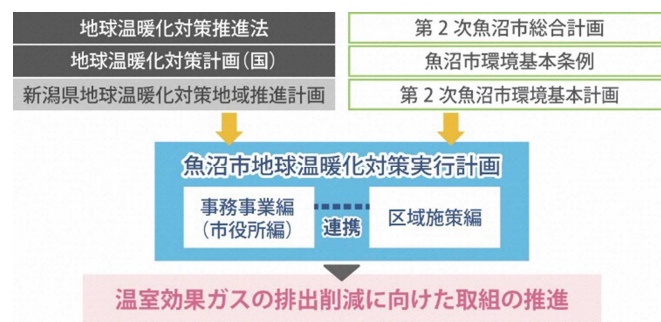 地球温暖化対策推進法
地球温暖化対策計画（国）
新潟県地球温暖化対策地域推進計画
第２次魚沼市総合計画
魚沼市環境基本条例
第２次魚沼市環境基本計画
魚沼市地球温暖化対策実行計画
事務事業編
（市役所編）
連携
区域施策編
温室効果ガスの排出削減に向けた取組の推進